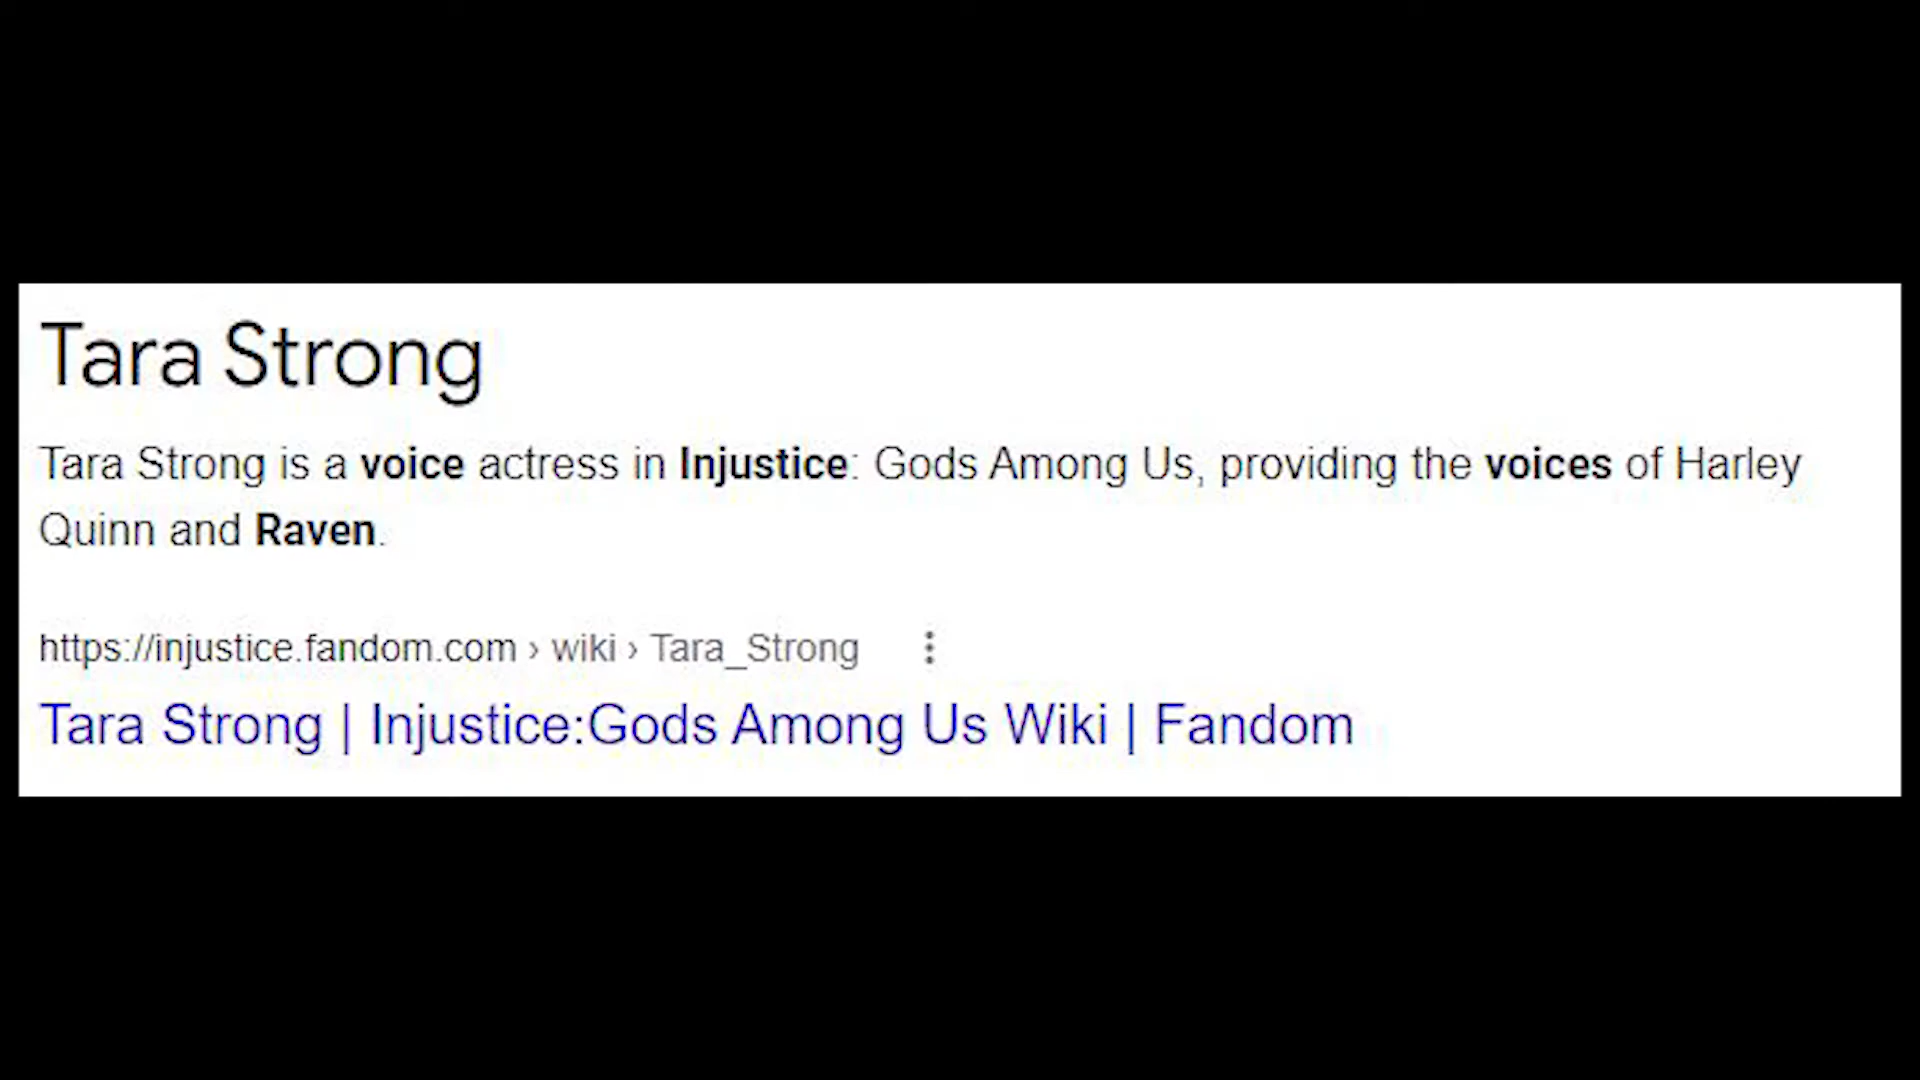 Tara Strong
Tara Strong is a voice actress in Injustice: Gods Among Us, providing the voices of Harley
Quinn and Raven.
https://injustice.fandom.com › wiki › Tara_Strong
Tara Strong | Injustice:Gods Among Us Wiki | Fandom